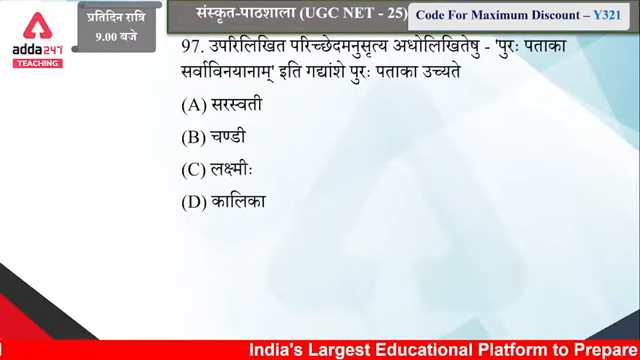 प्रतिदिन रात्रि
9.00 बजे
संस्कृत-पाठशाला (UGC NET - 25)
Code For Maximum Discount – Y321
adda247
TEACHING
97. उपरिलिखित परिच्छेदमनुसृत्य अधोलिखितेषु - 'पुरः पताका
सर्वाविनयानाम्' इति गद्यांशे पुरः पताका उच्यते
(A) सरस्वती
(B) चण्डी
(C) लक्ष्मीः
(D) कालिका
India's Largest Educational Platform to Prepare